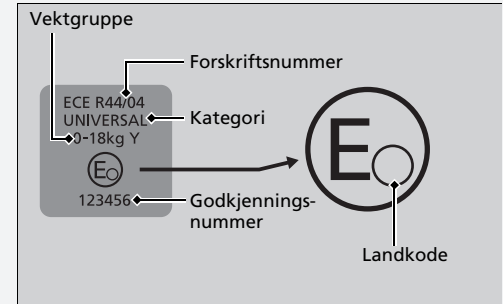 Vektgruppe
Forskriftsnummer
ECE R44/04
UNIVERSAL
Kategori
0-18kg Y
E
E
123456
Godkjennings-
nummer
Landkode